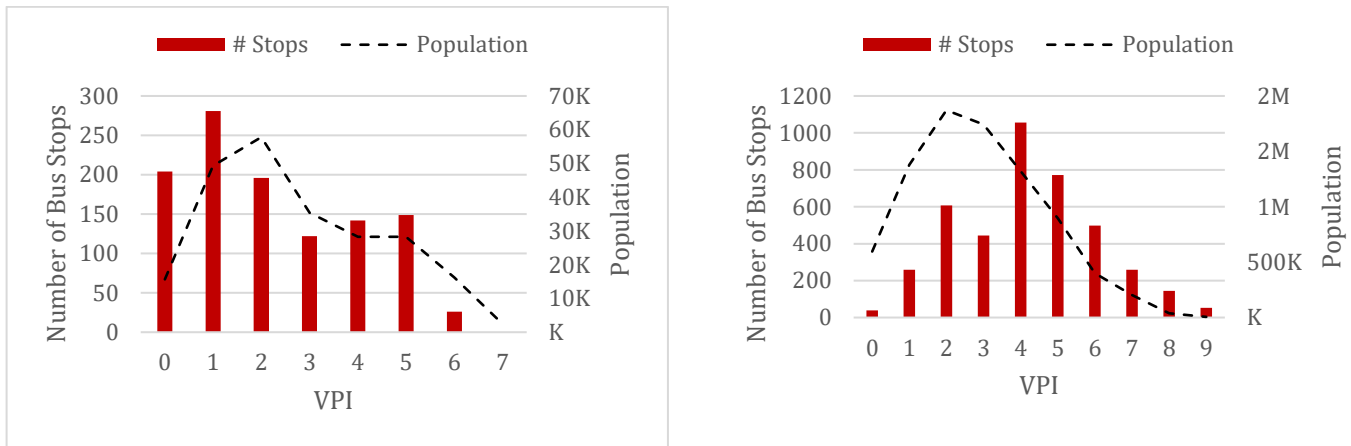 # Stops Population
Number of Bus Stops
300
250
200
150
100
50
0
70K
60K
50K
40K
30K
20K
10K
K
Population
0 1 2 3 4 5 6 7
VPI
# Stops Population
Number of Bus Stops
1200
1000
800
600
400
200
0
2M
2M
1M
500K
K
Population
0 1 2 3 4 5 6 7 8 9
VPI